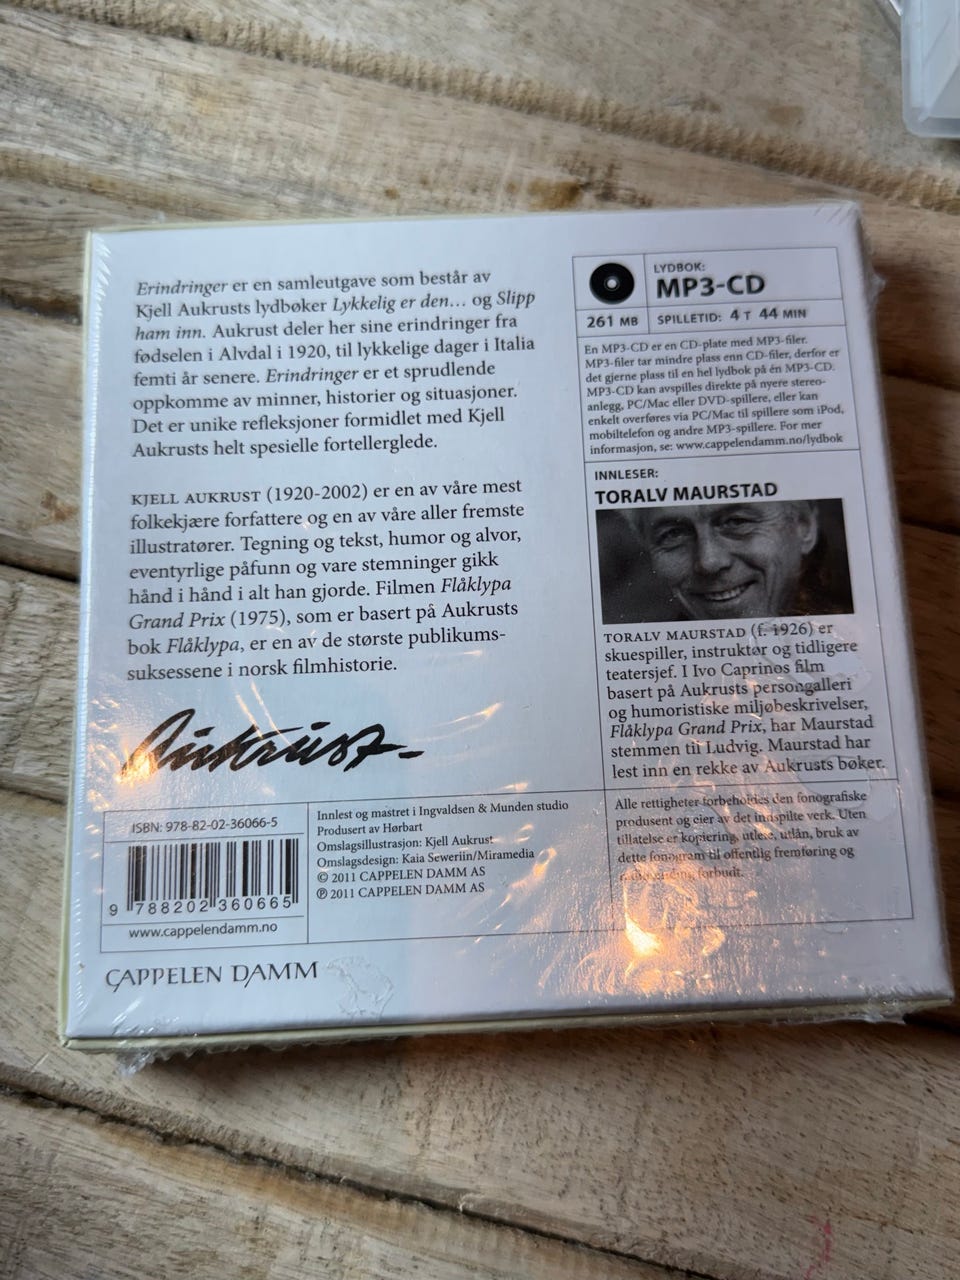 Erindringer er en samleutgave som består av
Kjell Aukrusts lydbøker Lykkelig er den... og Slipp
ham inn. Aukrust deler her sine erindringer fra
fødselen i Alvdal i 1920, til lykkelige dager i Italia
femti år senere. Erindringer er et sprudlende
oppkomme av minner, historier og situasjoner.
Det er unike refleksjoner formidlet med Kjell
Aukrusts helt spesielle fortellerglede.
KJELL AUKRUST (1920-2002) er en av våre mest
folkekjære forfattere og en av våre aller fremste
illustratører. Tegning og tekst, humor og alvor,
eventyrlige påfunn og vare stemninger gikk
hånd i hånd i alt han gjorde. Filmen Flåklypa
Grand Prix (1975), som er basert på Aukrusts
bok Flåklypa, er en av de største publikums-
suksessene i norsk filmhistorie.
Aukrust
LYDBOK:
MP3-CD
261 MB
SPILLETID: 4 T 44 MIN
En MP3-CD er en CD-plate med MP3-filer.
MP3-filer tar mindre plass enn CD-filer, derfor er
det gjerne plass til en hel lydbok på én MP3-CD.
MP3-CD kan avspilles direkte på nyere stereo-
anlegg, PC/Mac eller DVD-spillere, eller kan
enkelt overføres via PC/Mac til spillere som iPod,
mobiltelefon og andre MP3-spillere. For mer
informasjon, se: www.cappelendamm.no/lydbok
INNLESER:
TORALV MAURSTAD
TORALV MAURSTAD (f. 1926) er
skuespiller, instruktør og tidligere
teatersjef. I Ivo Caprinos film
basert på Aukrusts persongalleri
og humoristiske miljøbeskrivelser,
Flåklypa Grand Prix, har Maurstad
stemmen til Ludvig. Maurstad har
lest inn en rekke av Aukrusts bøker.
ISBN: 978-82-02-36066-5
9 788202 360665
www.cappelendamm.no
Innlest og mastret i Ingvaldsen & Munden studio
Produsert av Hørbart
Omslagsillustrasjon: Kjell Aukrust
Omslagsdesign: Kaia Seweriin/Miramedia
© 2011 CAPPELEN DAMM AS
℗ 2011 CAPPELEN DAMM AS
Alle rettigheter forbeholdes den fonografiske
produsent og eier av det innspilte verk. Uten
tillatelse er kopiering, utleie, utlån, bruk av
dette fonogram til offentlig fremføring og
forbudt.
CAPPELEN DAMM